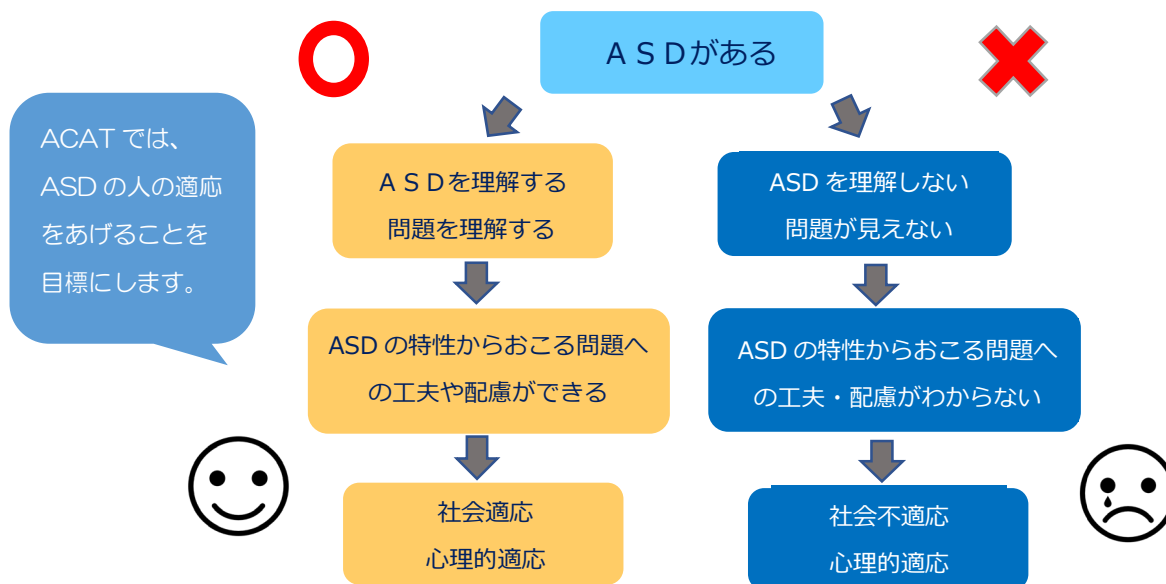 ＡＳＤがある
ACAT では、
ASD の人の適応
をあげることを
目標にします。
ＡＳＤを理解する
問題を理解する
ASD を理解しない
問題が見えない
ASD の特性からおこる問題へ
の工夫や配慮ができる
ASD の特性からおこる問題へ
の工夫・配慮がわからない
社会適応
心理的適応
社会不適応
心理的適応